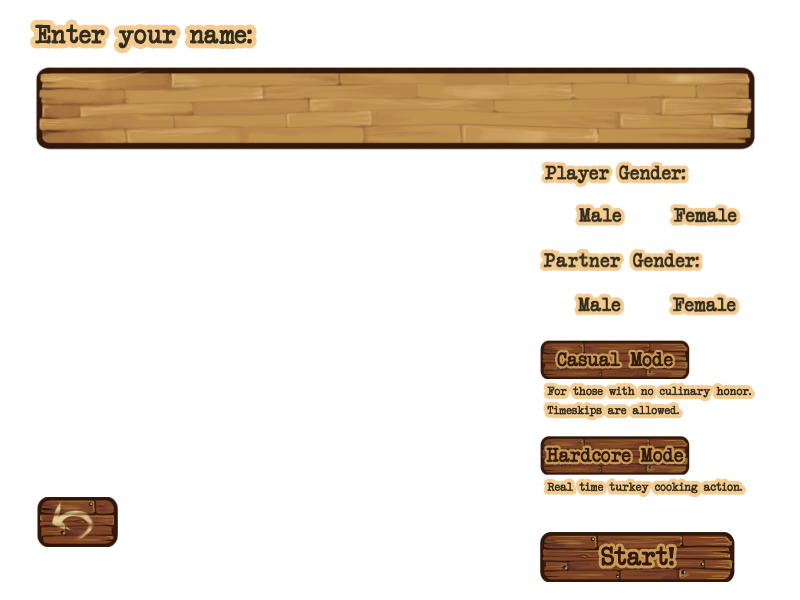 Enter your name:
Player Gender:
Male Female
Partner Gender:
Male Female
Casual Mode
For those with no culinary honor.
Timeskips are allowed.
Hardcore Mode
Real time turkey cooking action.
Start!